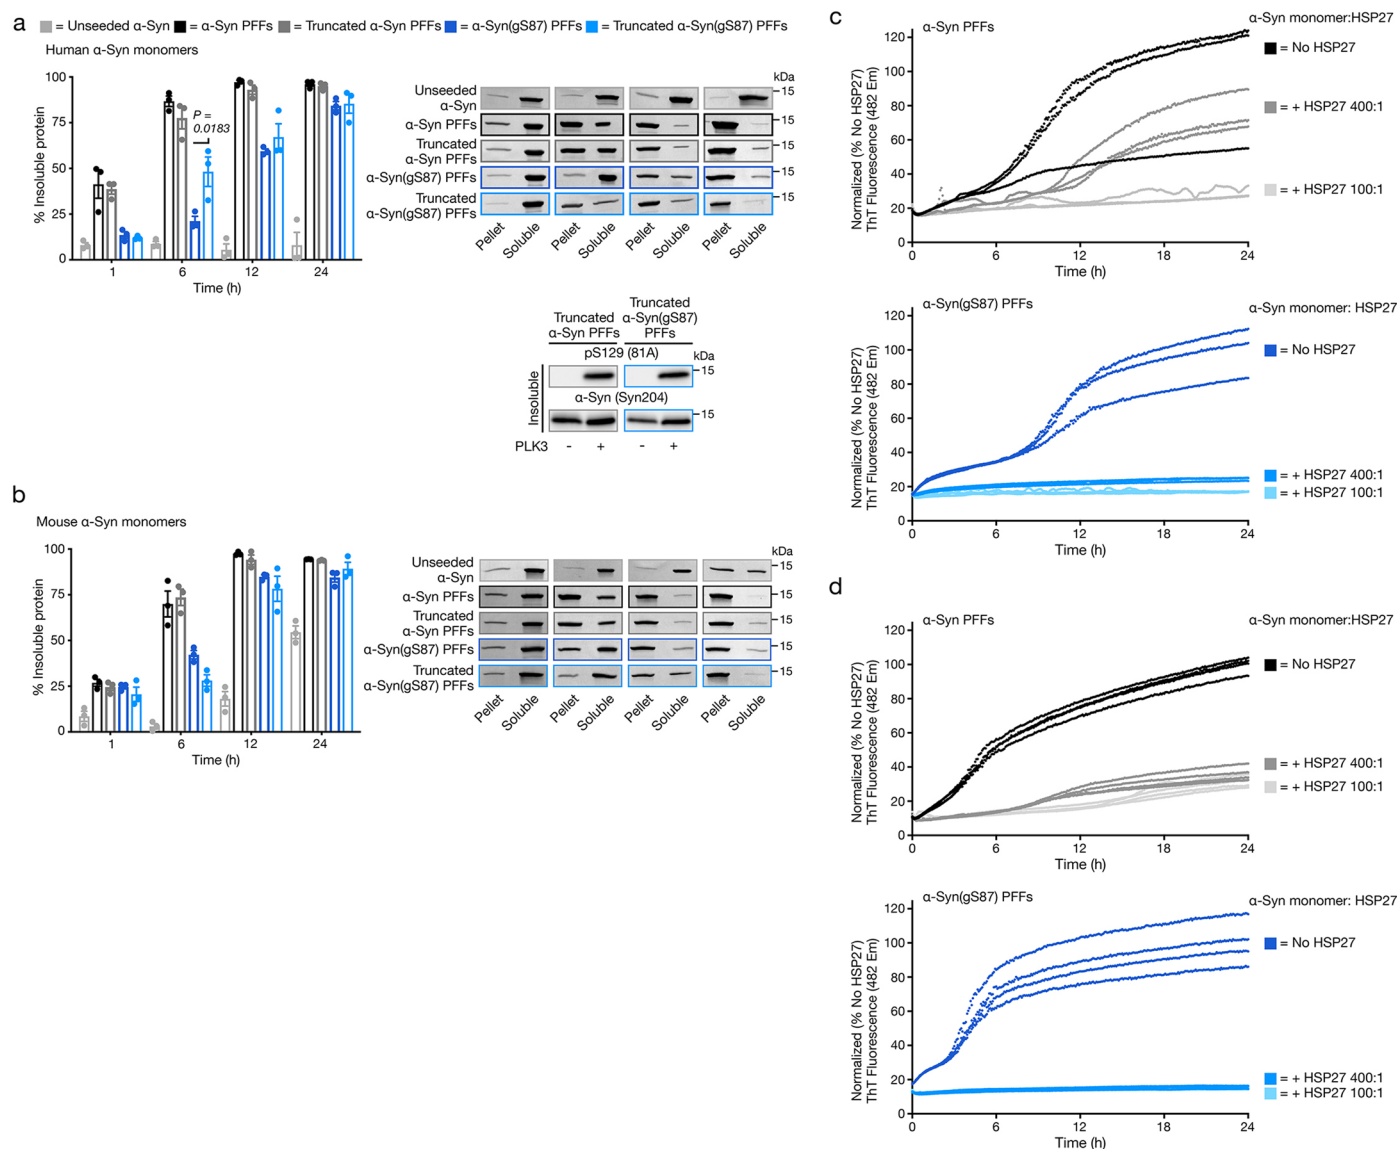 a
= Unseeded α-Syn = α-Syn PFFs = Truncated α-Syn PFFs = α-Syn(gS87) PFFs = Truncated α-Syn(gS87) PFFs
Human α-Syn monomers
% Insoluble protein
100
75
50
25
0
P =
0.0183
1 6 12 24
Time (h)
kDa
Unseeded
α-Syn
15 15
α-Syn PFFs
15 15
Truncated
α-Syn PFFs
15 15
α-Syn(gS87) PFFs
15 15
Truncated
α-Syn(gS87) PFFs
15 15
Pellet Soluble Pellet Soluble Pellet Soluble Pellet Soluble
Truncated
α-Syn PFFs
Truncated
α-Syn(gS87)
PFFs
pS129 (81A)
kDa
15
Insoluble
α-Syn (Syn204)
15
PLK3 - + - +
b
Mouse α-Syn monomers
% Insoluble protein
100
75
50
25
0
1 6 12 24
Time (h)
kDa
Unseeded
α-Syn
15
α-Syn PFFs
15
Truncated
α-Syn PFFs
15
α-Syn(gS87) PFFs
15
Truncated
α-Syn(gS87) PFFs
15
Pellet Soluble Pellet Soluble Pellet Soluble Pellet Soluble
c
α-Syn PFFs
α-Syn monomer:HSP27
= No HSP27
= + HSP27 400:1
= + HSP27 100:1
Normalized (% No HSP27)
ThT Fluorescence (482 Em)
120
100
80
60
40
20
0
0 6 12 18 24
Time (h)
α-Syn(gS87) PFFs
α-Syn monomer: HSP27
= No HSP27
= + HSP27 400:1
= + HSP27 100:1
Normalized (% No HSP27)
ThT Fluorescence (482 Em)
120
100
80
60
40
20
0
0 6 12 18 24
Time (h)
d
α-Syn PFFs
α-Syn monomer:HSP27
= No HSP27
= + HSP27 400:1
= + HSP27 100:1
Normalized (% No HSP27)
ThT Fluorescence (482 Em)
120
100
80
60
40
20
0
0 6 12 18 24
Time (h)
α-Syn(gS87) PFFs
α-Syn monomer: HSP27
= No HSP27
= + HSP27 400:1
= + HSP27 100:1
Normalized (% No HSP27)
ThT Fluorescence (482 Em)
120
100
80
60
40
20
0
0 6 12 18 24
Time (h)